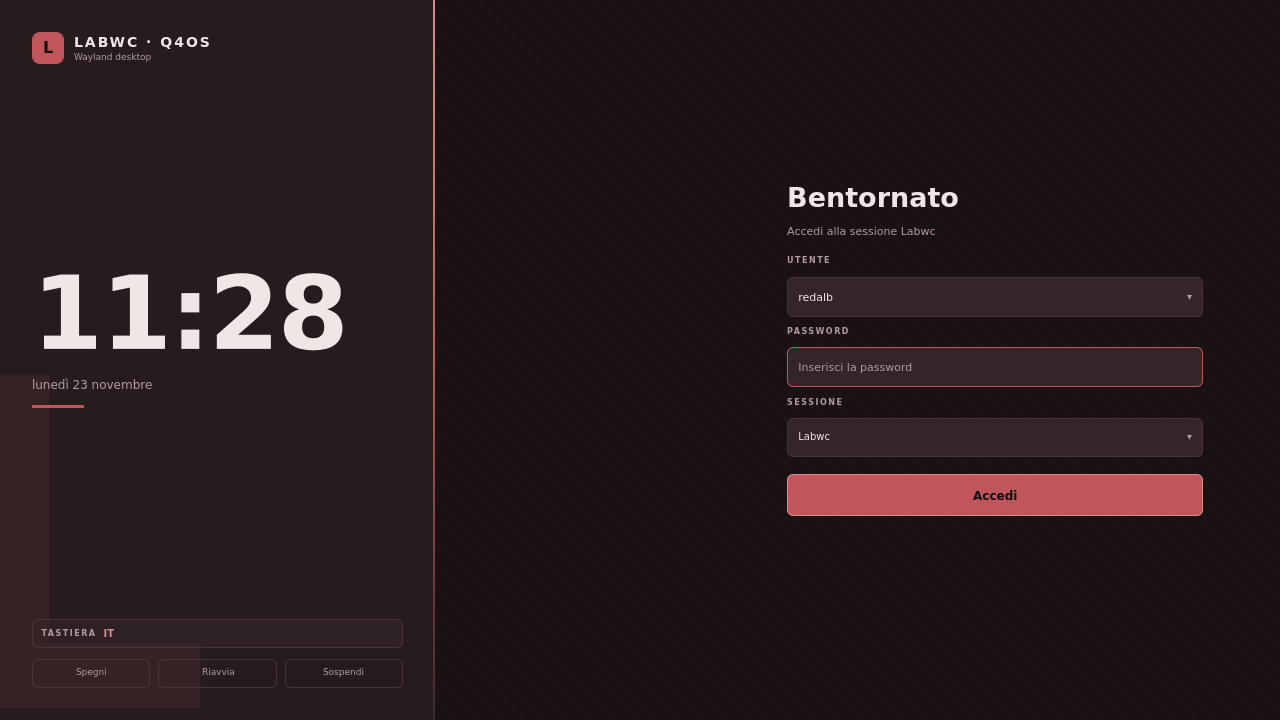 L
LABWC · Q4OS
Wayland desktop
11:28
lunedì 23 novembre
TASTIERA IT
Spegni
Riavvia
Sospendi
Bentornato
Accedi alla sessione Labwc
UTENTE
redalb
PASSWORD
Inserisci la password
SESSIONE
Labwc
Accedi